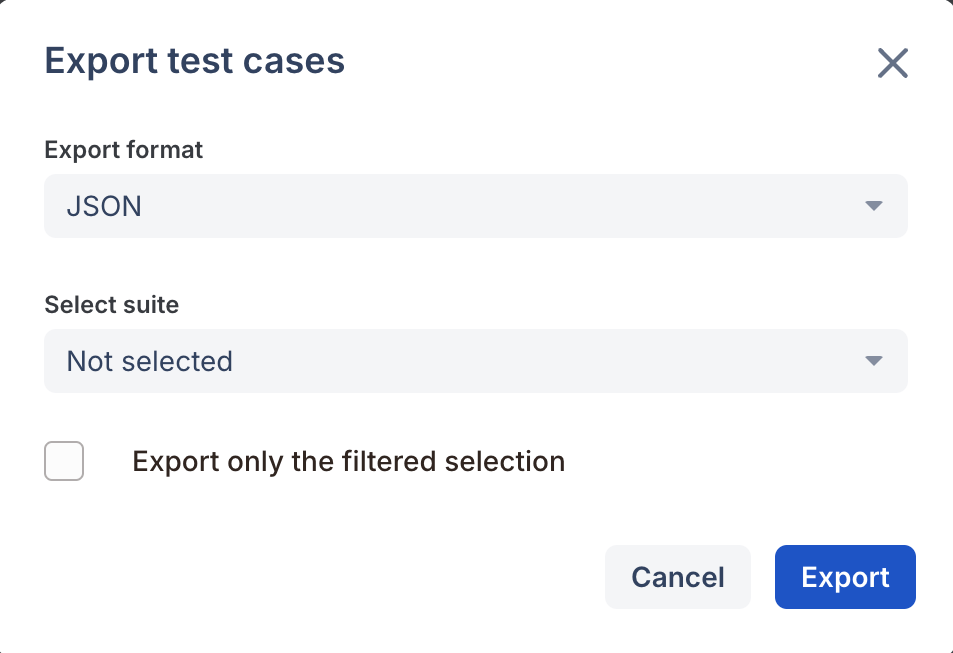 Export test cases
Export format
JSON
Select suite
Not selected
Export only the filtered selection
Cancel
Export